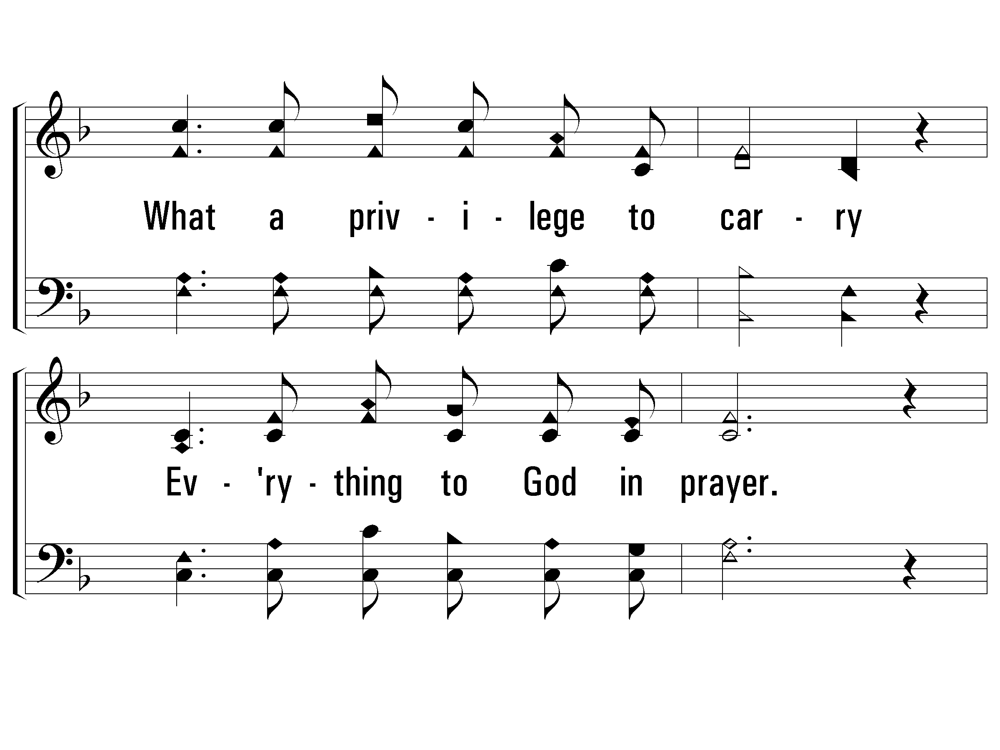 What a priv - i - lege to car - ry
Ev - 'ry - thing to God in prayer.